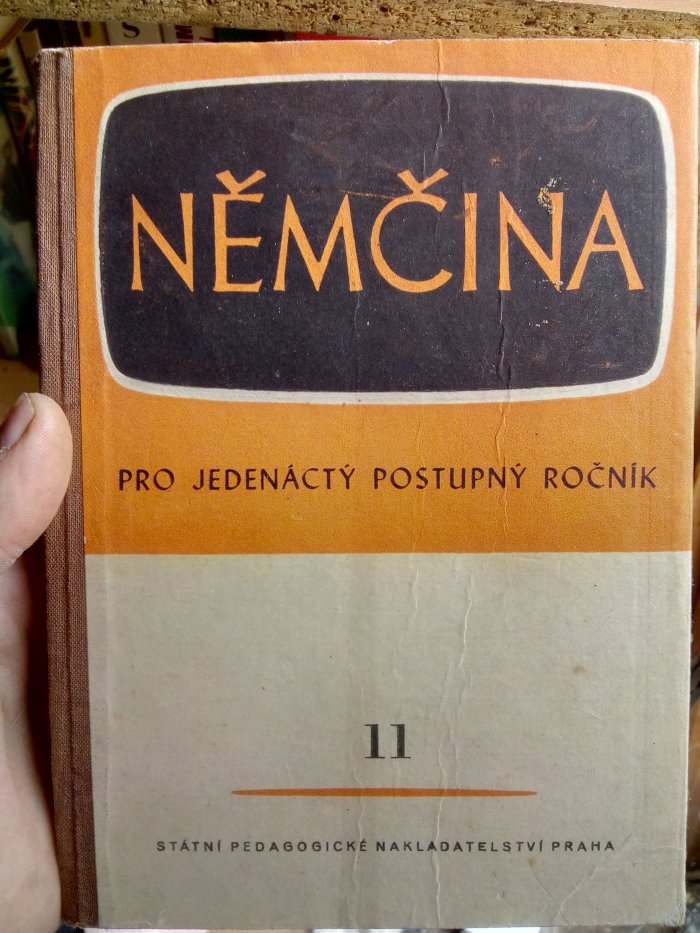 NĚMČINA
PRO JEDENÁCTÝ POSTUPNÝ ROČNÍK
11
STÁTNÍ PEDAGOGICKÉ NAKLADATELSTVÍ PRAHA